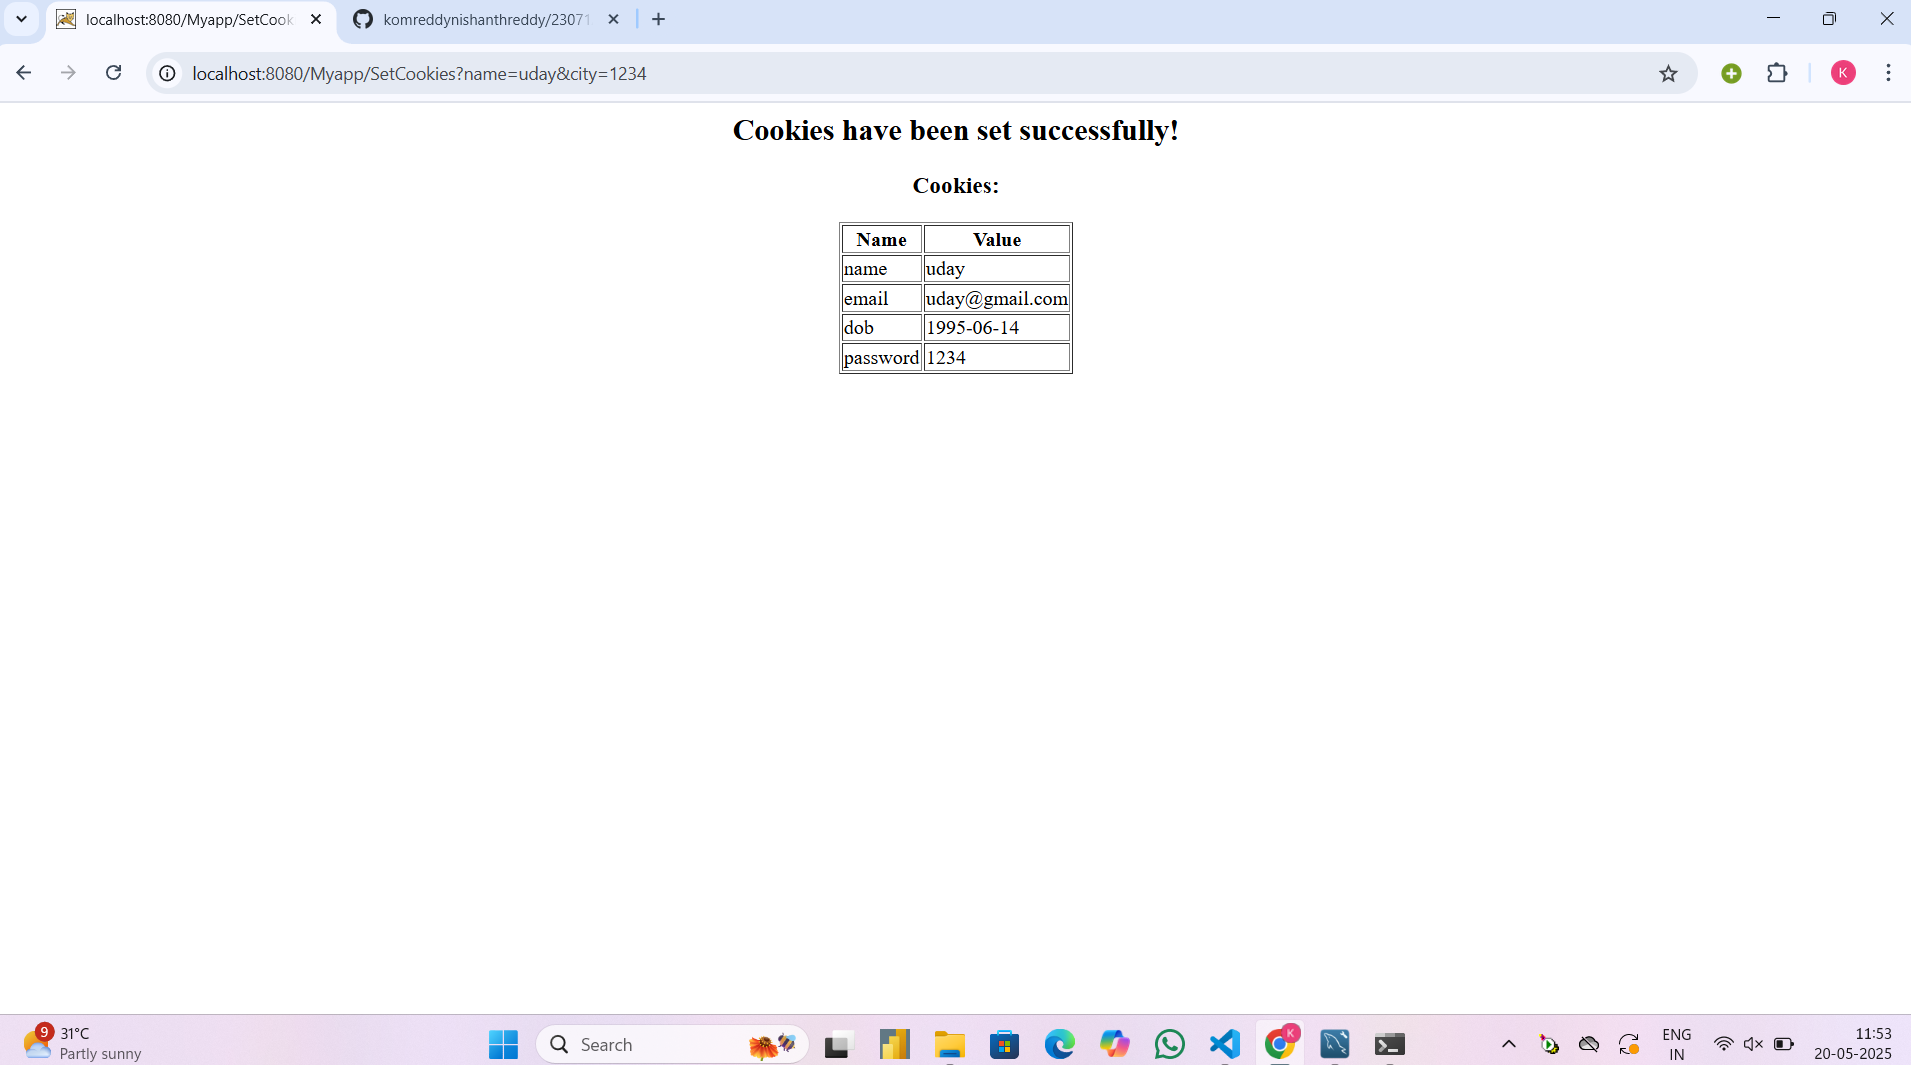 localhost:8080/Myapp/SetCook
komreddynishanthreddy/23071
localhost:8080/Myapp/SetCookies?name=uday&city=1234
K
Cookies have been set successfully!
Cookies:
Name Value
name uday
email uday@gmail.com
dob 1995-06-14
password 1234
9
31°C
Partly sunny
Search
K
ENG
IN
11:53
20-05-2025